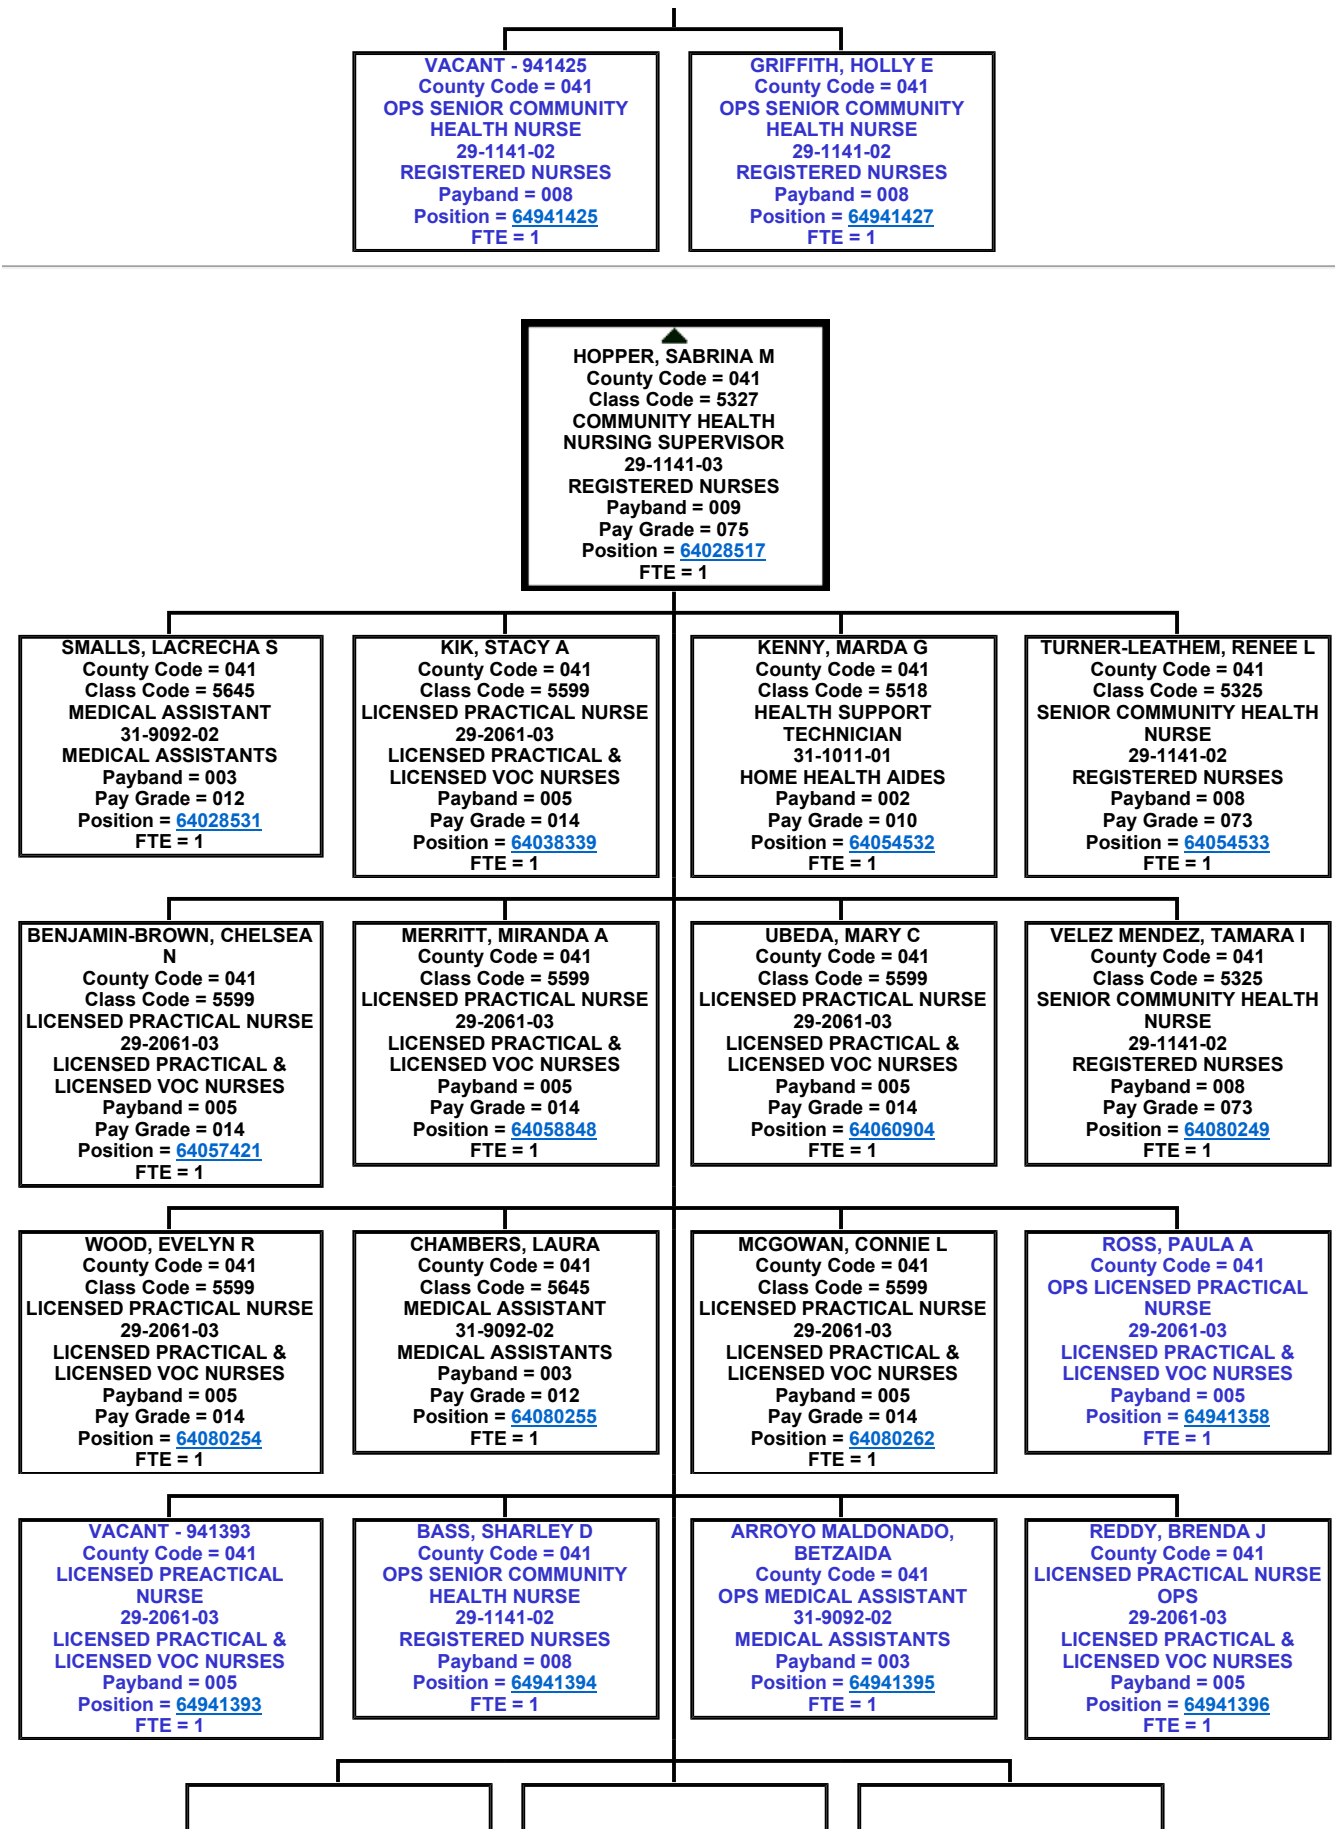 VACANT - 941425
County Code = 041
OPS SENIOR COMMUNITY
HEALTH NURSE
29-1141-02
REGISTERED NURSES
Payband = 008
Position = 64941425
FTE = 1
GRIFFITH, HOLLY E
County Code = 041
OPS SENIOR COMMUNITY
HEALTH NURSE
29-1141-02
REGISTERED NURSES
Payband = 008
Position = 64941427
FTE = 1
HOPPER, SABRINA M
County Code = 041
Class Code = 5327
COMMUNITY HEALTH
NURSING SUPERVISOR
29-1141-03
REGISTERED NURSES
Payband = 009
Pay Grade = 075
Position = 64028517
FTE = 1
SMALLS, LACRECHA S
County Code = 041
Class Code = 5645
MEDICAL ASSISTANT
31-9092-02
MEDICAL ASSISTANTS
Payband = 003
Pay Grade = 012
Position = 64028531
FTE = 1
KIK, STACY A
County Code = 041
Class Code = 5599
LICENSED PRACTICAL NURSE
29-2061-03
LICENSED PRACTICAL &
LICENSED VOC NURSES
Payband = 005
Pay Grade = 014
Position = 64038339
FTE = 1
KENNY, MARDA G
County Code = 041
Class Code = 5518
HEALTH SUPPORT
TECHNICIAN
31-1011-01
HOME HEALTH AIDES
Payband = 002
Pay Grade = 010
Position = 64054532
FTE = 1
TURNER-LEATHEM, RENEE L
County Code = 041
Class Code = 5325
SENIOR COMMUNITY HEALTH
NURSE
29-1141-02
REGISTERED NURSES
Payband = 008
Pay Grade = 073
Position = 64054533
FTE = 1
BENJAMIN-BROWN, CHELSEA
N
County Code = 041
Class Code = 5599
LICENSED PRACTICAL NURSE
29-2061-03
LICENSED PRACTICAL &
LICENSED VOC NURSES
Payband = 005
Pay Grade = 014
Position = 64057421
FTE = 1
MERRITT, MIRANDA A
County Code = 041
Class Code = 5599
LICENSED PRACTICAL NURSE
29-2061-03
LICENSED PRACTICAL &
LICENSED VOC NURSES
Payband = 005
Pay Grade = 014
Position = 64058848
FTE = 1
UBEDA, MARY C
County Code = 041
Class Code = 5599
LICENSED PRACTICAL NURSE
29-2061-03
LICENSED PRACTICAL &
LICENSED VOC NURSES
Payband = 005
Pay Grade = 014
Position = 64060904
FTE = 1
VELEZ MENDEZ, TAMARA I
County Code = 041
Class Code = 5325
SENIOR COMMUNITY HEALTH
NURSE
29-1141-02
REGISTERED NURSES
Payband = 008
Pay Grade = 073
Position = 64080249
FTE = 1
WOOD, EVELYN R
County Code = 041
Class Code = 5599
LICENSED PRACTICAL NURSE
29-2061-03
LICENSED PRACTICAL &
LICENSED VOC NURSES
Payband = 005
Pay Grade = 014
Position = 64080254
FTE = 1
CHAMBERS, LAURA
County Code = 041
Class Code = 5645
MEDICAL ASSISTANT
31-9092-02
MEDICAL ASSISTANTS
Payband = 003
Pay Grade = 012
Position = 64080255
FTE = 1
MCGOWAN, CONNIE L
County Code = 041
Class Code = 5599
LICENSED PRACTICAL NURSE
29-2061-03
LICENSED PRACTICAL &
LICENSED VOC NURSES
Payband = 005
Pay Grade = 014
Position = 64080262
FTE = 1
ROSS, PAULA A
County Code = 041
OPS LICENSED PRACTICAL
NURSE
29-2061-03
LICENSED PRACTICAL &
LICENSED VOC NURSES
Payband = 005
Position = 64941358
FTE = 1
VACANT - 941393
County Code = 041
LICENSED PREACTICAL
NURSE
29-2061-03
LICENSED PRACTICAL &
LICENSED VOC NURSES
Payband = 005
Position = 64941393
FTE = 1
BASS, SHARLEY D
County Code = 041
OPS SENIOR COMMUNITY
HEALTH NURSE
29-1141-02
REGISTERED NURSES
Payband = 008
Position = 64941394
FTE = 1
ARROYO MALDONADO,
BETZAIDA
County Code = 041
OPS MEDICAL ASSISTANT
31-9092-02
MEDICAL ASSISTANTS
Payband = 003
Position = 64941395
FTE = 1
REDDY, BRENDA J
County Code = 041
LICENSED PRACTICAL NURSE
OPS
29-2061-03
LICENSED PRACTICAL &
LICENSED VOC NURSES
Payband = 005
Position = 64941396
FTE = 1